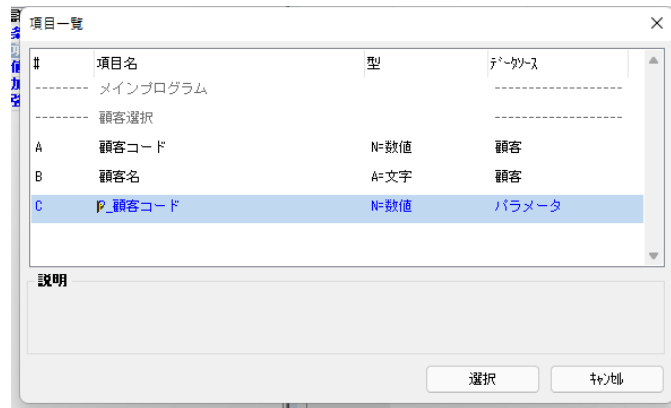 項目一覧
# 項目名 型 ﾃﾞｰﾀｿｰｽ
-------- メインプログラム -------------------
-------- 顧客選択 -------------------
A 顧客コード N=数値 顧客
B 顧客名 A=文字 顧客
C P_顧客コード N=数値 パラメータ
説明
選択 ｷｬﾝｾﾙ